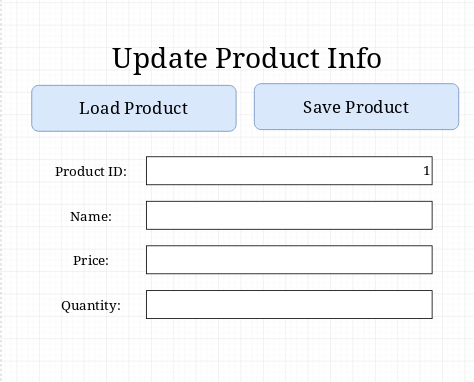 Update Product Info
Load Product
Save Product
Product ID: 1
Name:
Price:
Quantity: